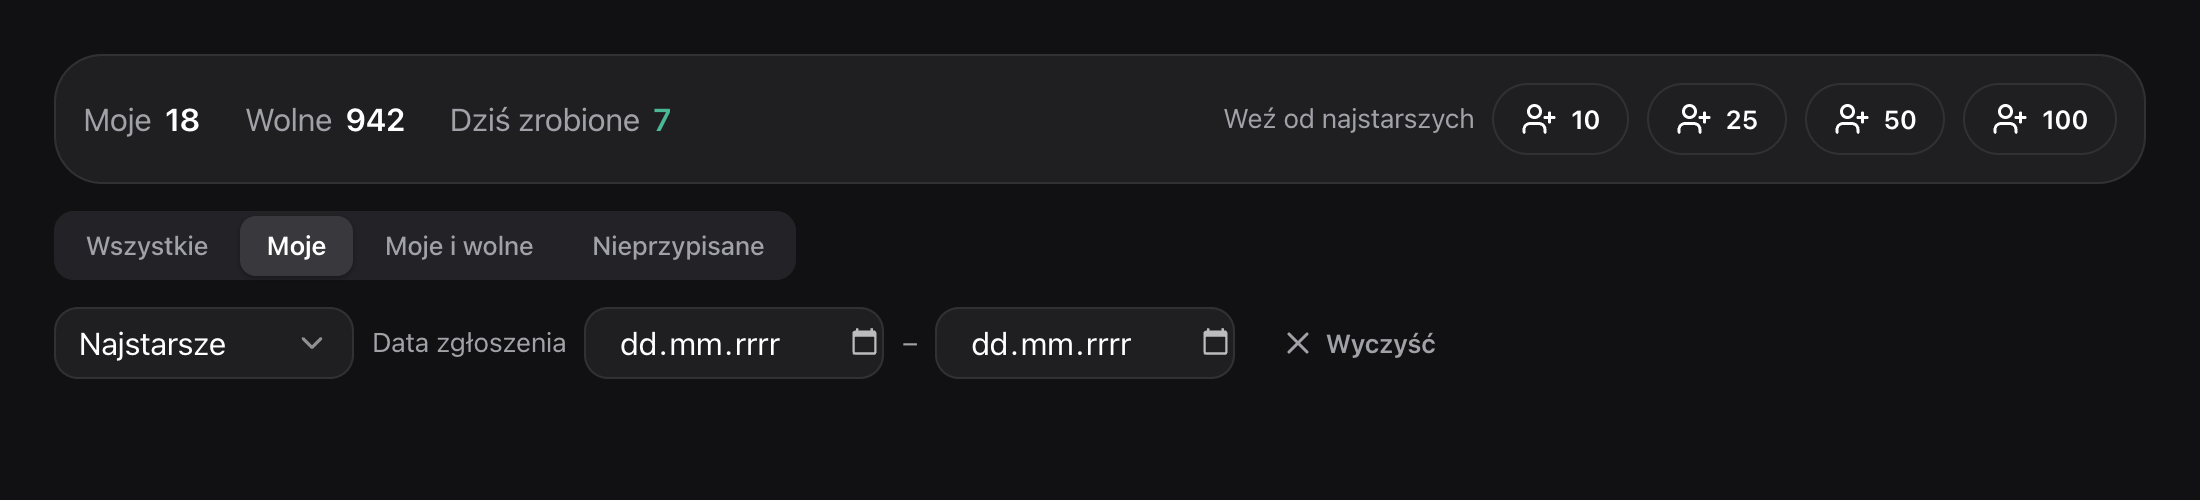 Moje 18 Wolne 942 Dziś zrobione 7 Weź od najstarszych 10 25 50 100
Wszystkie Moje Moje i wolne Nieprzypisane
Najstarsze Data zgłoszenia dd.mm.rrrr – dd.mm.rrrr Wyczyść